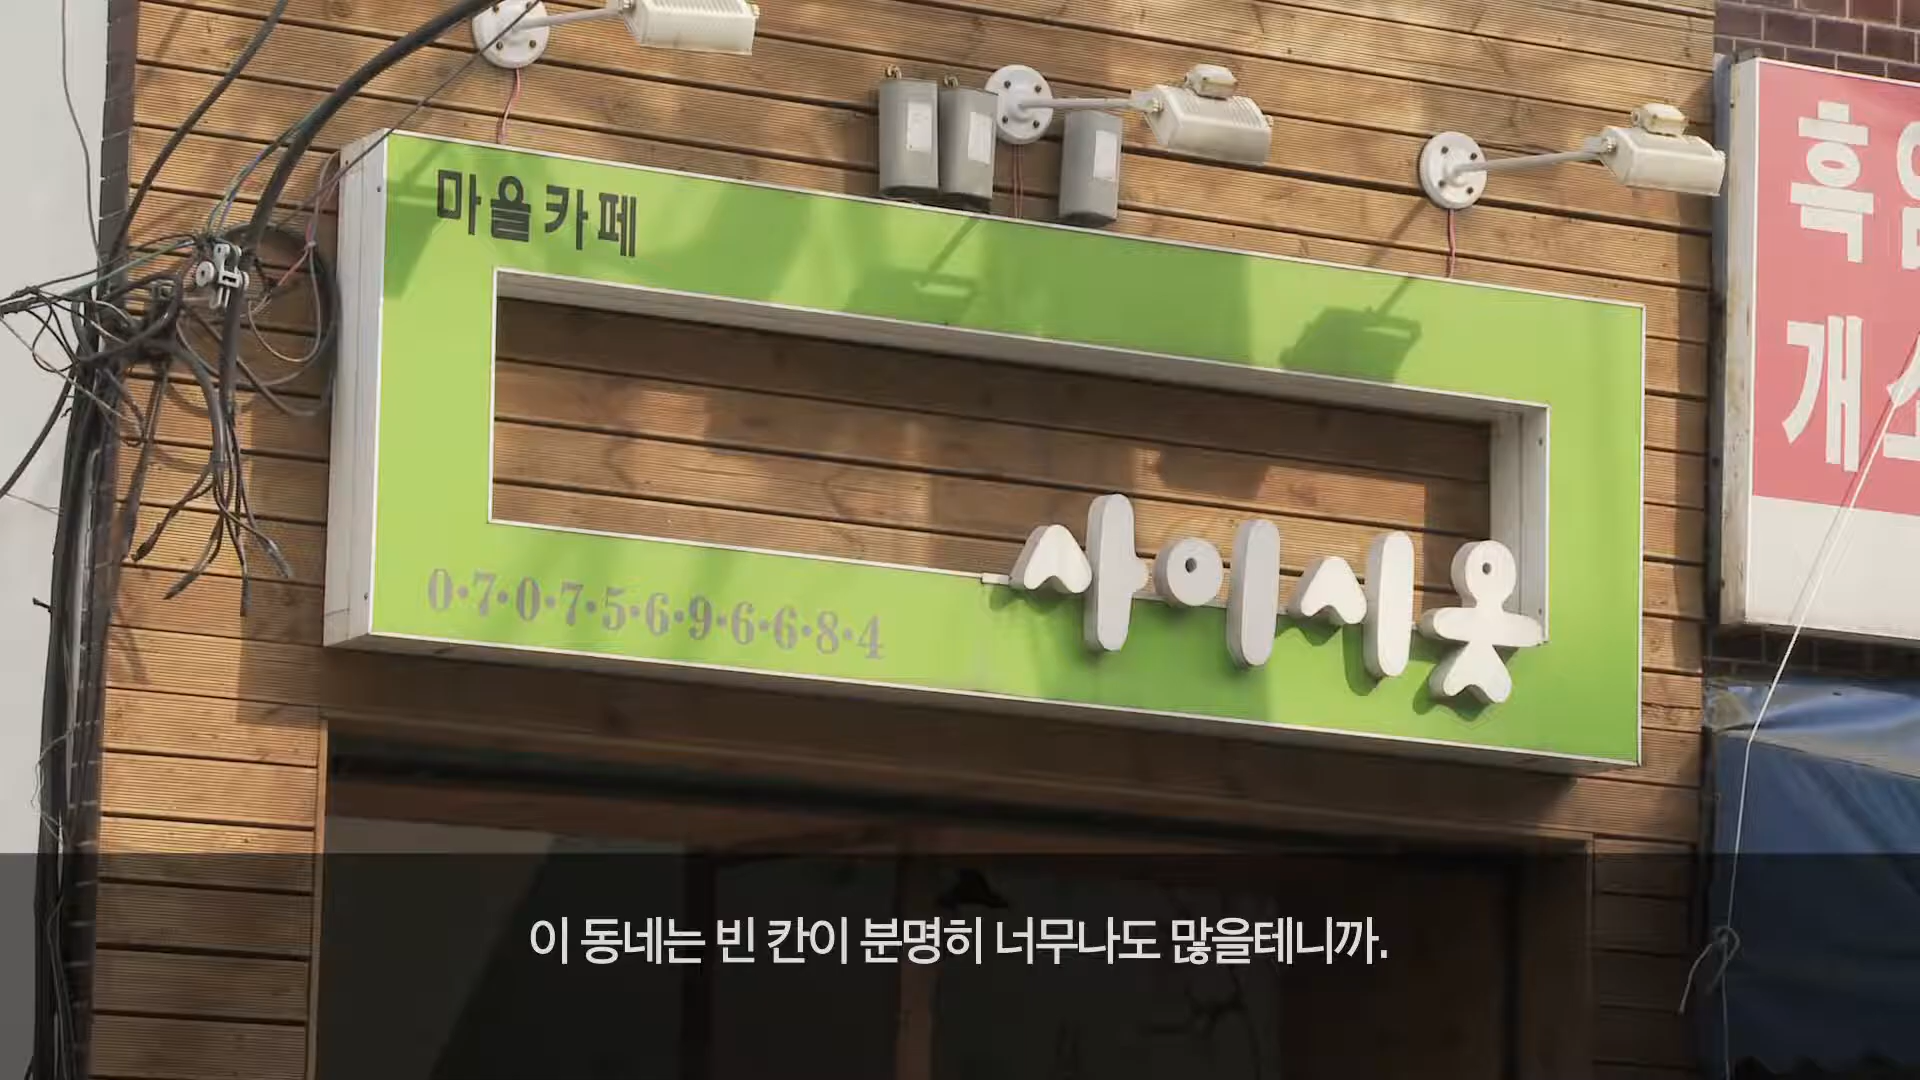 마을카페
사이시옷
0·7·0·7·5·6·9·6·6·8·4
흑염
개소
이 동네는 빈 칸이 분명히 너무나도 많을테니까.